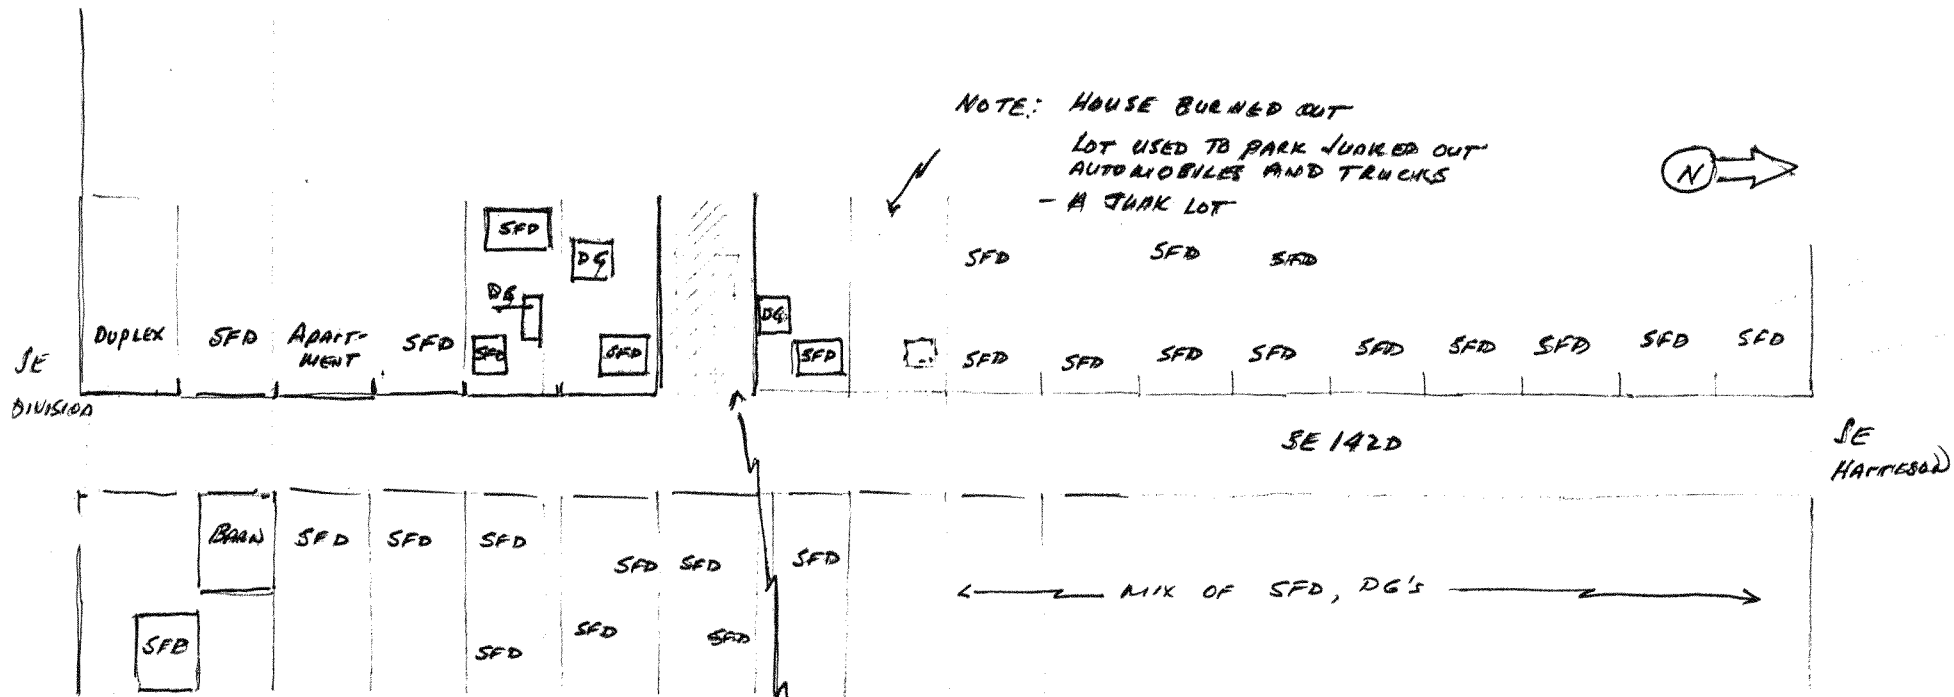 NOTE: HOUSE BURNED OUT
LOT USED TO PARK JUNKED OUT
AUTOMOBILES AND TRUCKS
- A JUNK LOT
N
SFD
DG
SFD SFD SFD
DG
DG
DUPLEX SFD APART-
MENT
SFD SFD SFD SFD SFD SFD SFD SFD SFD SFD SFD SFD SFD
SE
DIVISION
SE 142D
SE
HARRISON
BARN SFD SFD SFD SFD SFD SFD
MIX OF SFD, DG'S
SFD SFD SFD SFD